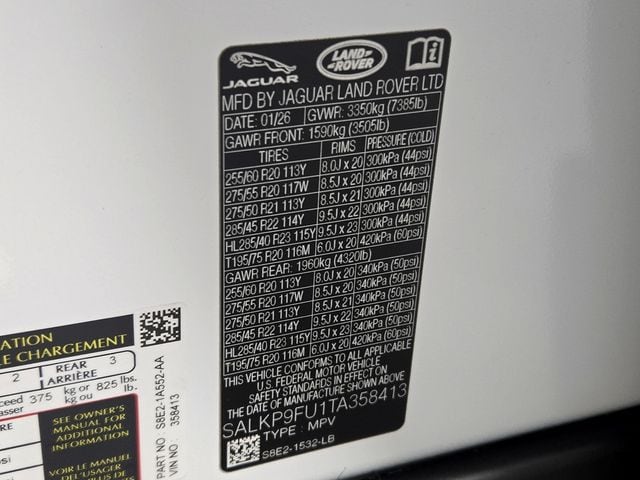 JAGUAR
LAND ROVER
MFD BY JAGUAR LAND ROVER LTD
DATE: 01/26 GVWR: 3350kg (7385lb)
GAWR FRONT: 1590kg (3505lb)
TIRES RIMS PRESSURE (COLD)
255/60 R20 113Y 8.0J x 20 300kPa (44psi)
275/55 R20 117W 8.5J x 20 300kPa (44psi)
275/50 R21 113Y 8.5J x 21 300kPa (44psi)
285/45 R22 114Y 9.5J x 22 300kPa (44psi)
HL285/40 R23 115Y 9.5J x 23 300kPa (44psi)
T195/75 R20 116M 6.0J x 20 420kPa (60psi)
GAWR REAR: 1960kg (4320lb)
255/60 R20 113Y 8.0J x 20 340kPa (50psi)
275/55 R20 117W 8.5J x 20 340kPa (50psi)
275/50 R21 113Y 8.5J x 21 340kPa (50psi)
285/45 R22 114Y 9.5J x 22 340kPa (50psi)
HL285/40 R23 115Y 9.5J x 23 340kPa (50psi)
T195/75 R20 116M 6.0J x 20 420kPa (60psi)
THIS VEHICLE CONFORMS TO ALL APPLICABLE
U.S. FEDERAL MOTOR VEHICLE
THEFT PREVENTION STANDARDS IN EFFECT ON
THE DATE OF MANUFACTURE SHOWN ABOVE
SALKP9FU1TA358413
TYPE: MPV
S8E2-1532-LB
ATION
LE CHARGEMENT
2 REAR 3
ARRIÈRE
375 kg or 825 lbs.
kg ou
SEE OWNER'S
MANUAL FOR
ADDITIONAL
INFORMATION
VOIR LE MANUEL
DE L'USAGER
PART NO: S8E2-1A552-AA
VIN NO: 358413